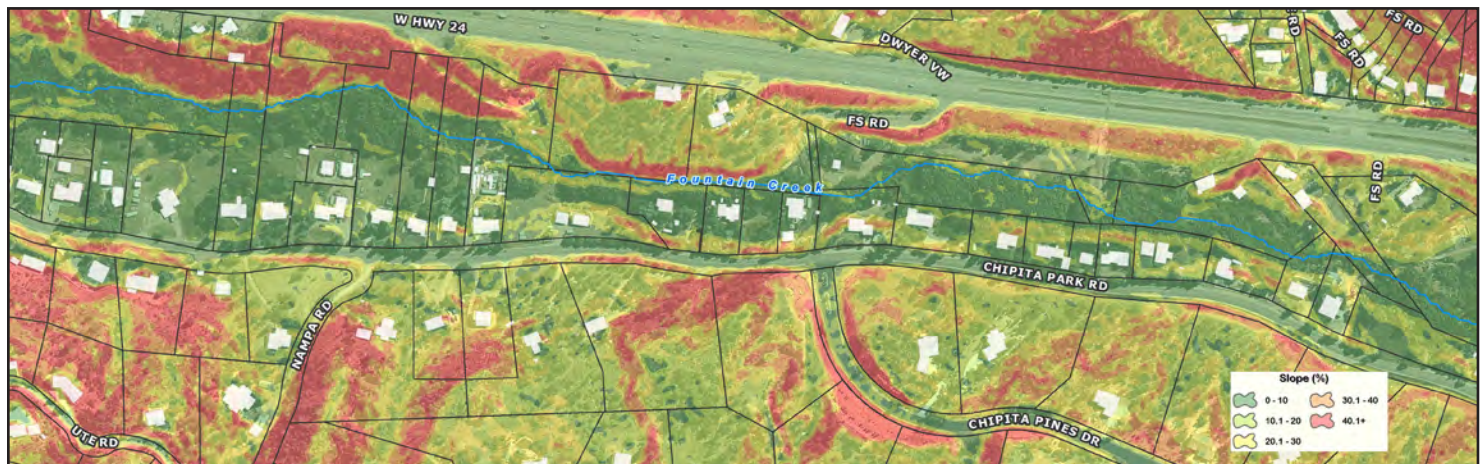 W HWY 24
DWYER VW
FS RD
FS RD
FS RD
FS RD
FS RD
Fountain Creek
CHIPITA PARK RD
NAMPA RD
UTE RD
CHIPITA PINES DR
Slope (%)
0 - 10
10.1 - 20
20.1 - 30
30.1 - 40
40.1+